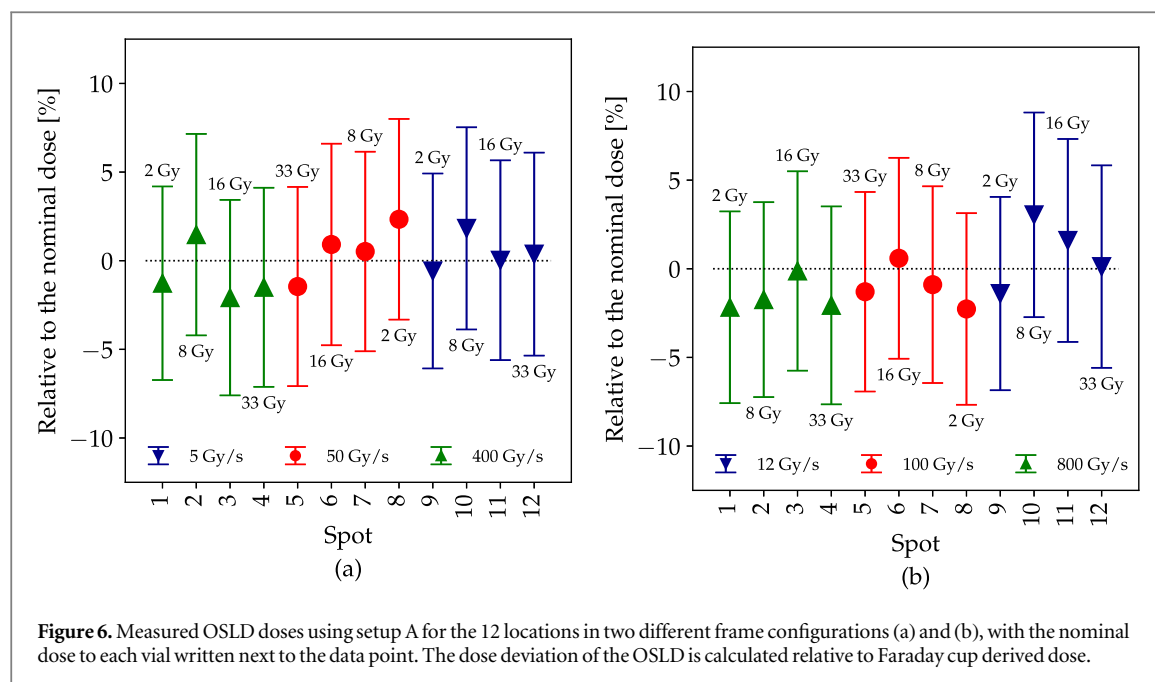 Relative to the nominal dose [%]
10
5
0
−5
−10
2 Gy
8 Gy
16 Gy
33 Gy
33 Gy
16 Gy
8 Gy
2 Gy
2 Gy
8 Gy
16 Gy
33 Gy
5 Gy/s
50 Gy/s
400 Gy/s
1
2
3
4
5
6
7
8
9
10
11
12
Spot
(a)
Relative to the nominal dose [%]
10
5
0
−5
−10
2 Gy
8 Gy
16 Gy
33 Gy
33 Gy
16 Gy
8 Gy
2 Gy
2 Gy
8 Gy
16 Gy
33 Gy
12 Gy/s
100 Gy/s
800 Gy/s
1
2
3
4
5
6
7
8
9
10
11
12
Spot
(b)
Figure 6. Measured OSLD doses using setup A for the 12 locations in two different frame configurations (a) and (b), with the nominal
dose to each vial written next to the data point. The dose deviation of the OSLD is calculated relative to Faraday cup derived dose.